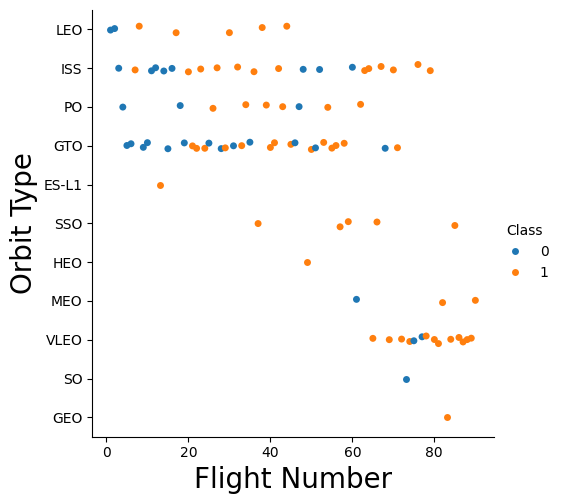 LEO
ISS
PO
GTO
ES-L1
SSO
HEO
MEO
VLEO
SO
GEO
Orbit Type
0
20
40
60
80
Flight Number
Class
0
1